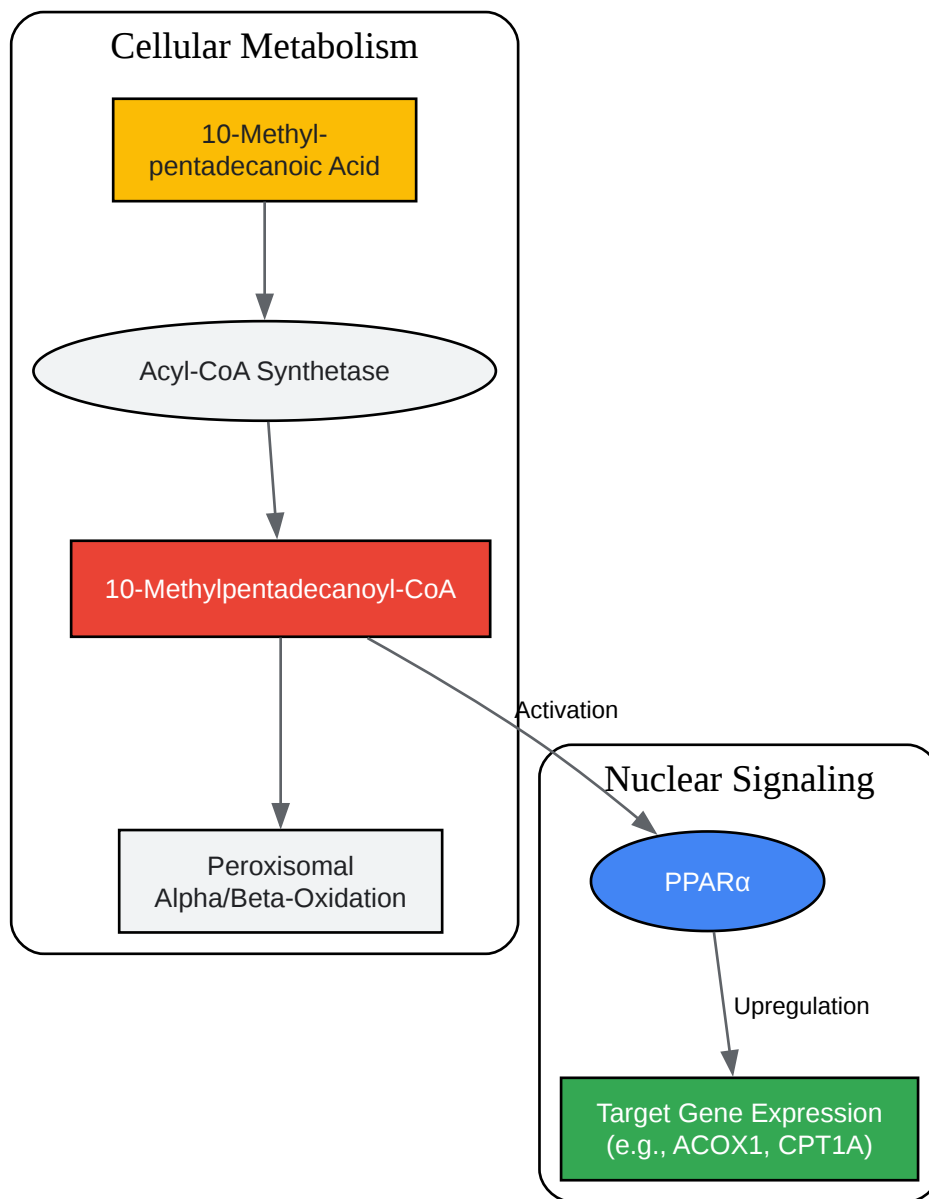 Cellular Metabolism
10-Methyl-
pentadecanoic Acid
Acyl-CoA Synthetase
10-Methylpentadecanoyl-CoA
Activation
Nuclear Signaling
Peroxisomal
Alpha/Beta-Oxidation
PPARα
Upregulation
Target Gene Expression
(e.g., ACOX1, CPT1A)